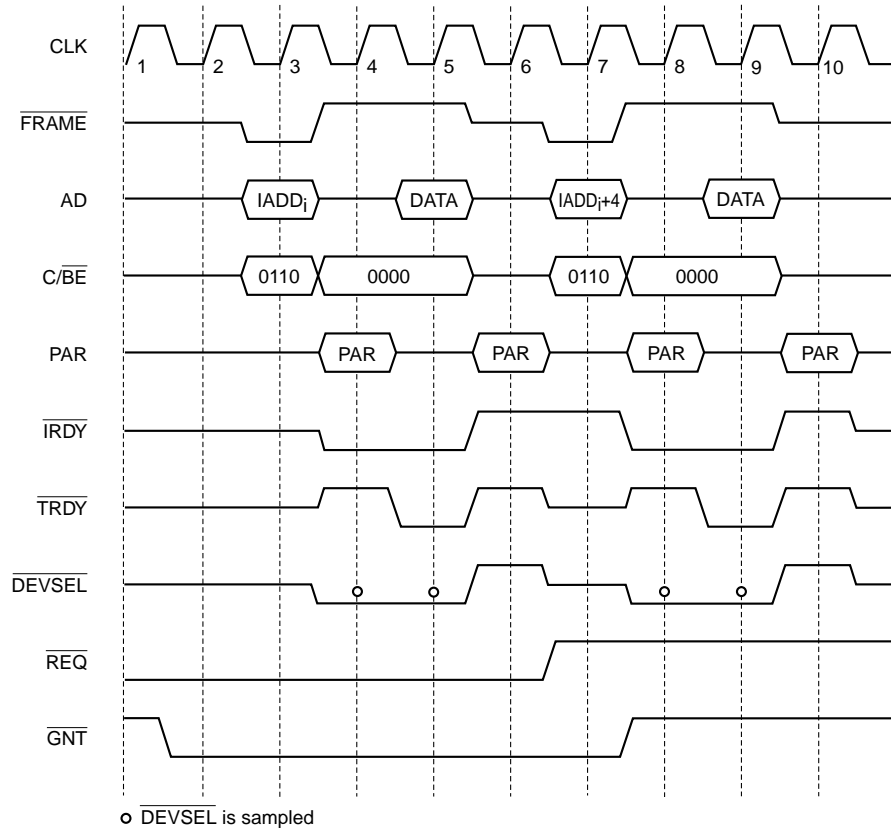 CLK
1 2 3 4 5 6 7 8 9 10
FRAME
AD
IADDi DATA IADDi+4 DATA
C/BE
0110 0000 0110 0000
PAR
PAR PAR PAR PAR
IRDY
TRDY
DEVSEL
REQ
GNT
DEVSEL is sampled